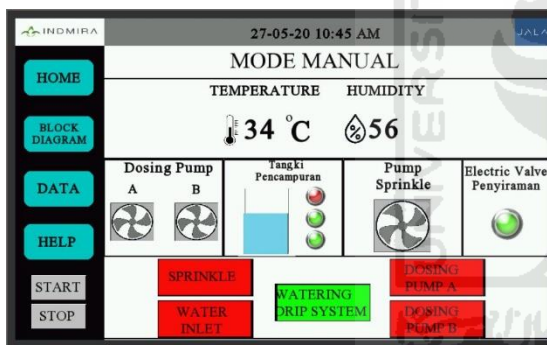 INDMIRA
27-05-20 10:45 AM
JALA
MODE MANUAL
TEMPERATURE HUMIDITY
34 °C
56
HOME
BLOCK
DIAGRAM
DATA
HELP
START
STOP
Dosing Pump
A B
Tangki
Pencampuran
Pump
Sprinkle
Electric Valve
Penyiraman
SPRINKLE
WATER
INLET
WATERING
DRIP SYSTEM
DOSING
PUMP A
DOSING
PUMP B
UNIVERSI